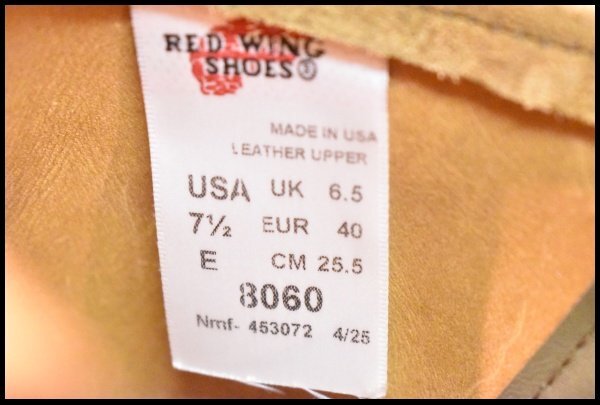 RED WING
SHOES®
MADE IN USA
LEATHER UPPER
USA UK 6.5
7½ EUR 40
E CM 25.5
8060
Nmf- 453072 4/25